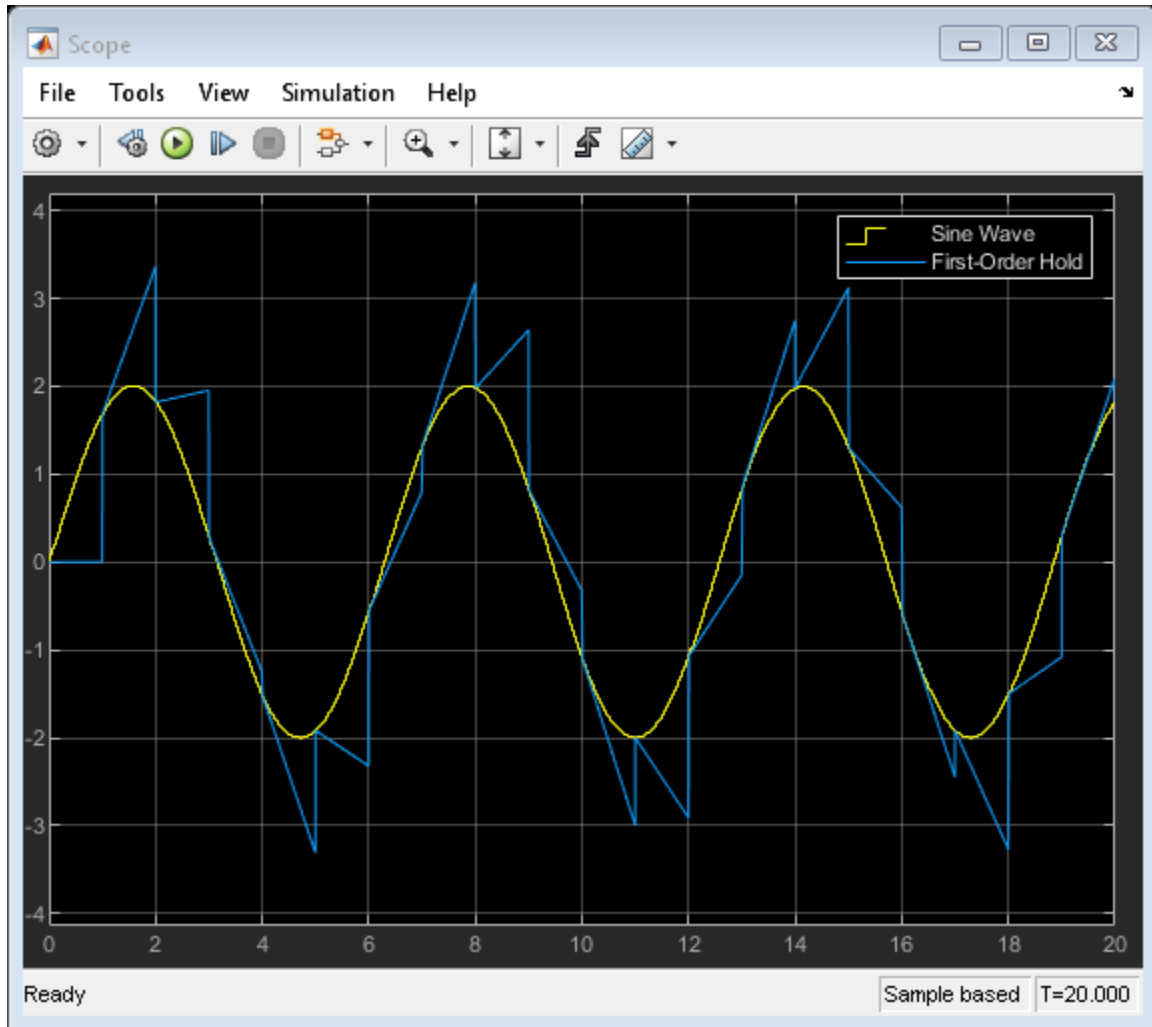 Scope
File Tools View Simulation Help
Sine Wave
First-Order Hold
4
3
2
1
0
-1
-2
-3
-4
0 2 4 6 8 10 12 14 16 18 20
Ready Sample based T=20.000